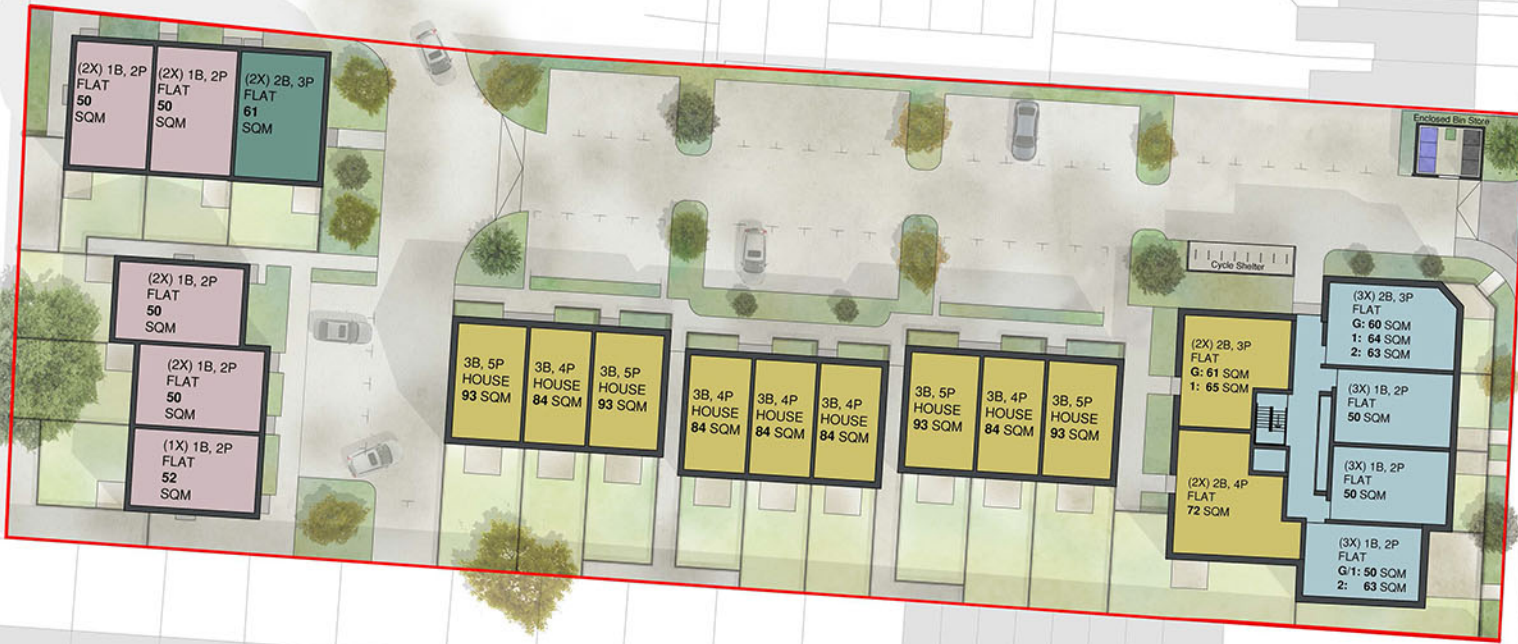 (2X) 1B, 2P
FLAT
50
SQM
(2X) 1B, 2P
FLAT
50
SQM
(2X) 2B, 3P
FLAT
61
SQM
Enclosed Bin Store
Cycle Shelter
(2X) 1B, 2P
FLAT
50
SQM
(2X) 1B, 2P
FLAT
50
SQM
(1X) 1B, 2P
FLAT
52
SQM
3B, 5P
HOUSE
93 SQM
3B, 4P
HOUSE
84 SQM
3B, 5P
HOUSE
93 SQM
3B, 4P
HOUSE
84 SQM
3B, 4P
HOUSE
84 SQM
3B, 4P
HOUSE
84 SQM
3B, 5P
HOUSE
93 SQM
3B, 4P
HOUSE
84 SQM
3B, 5P
HOUSE
93 SQM
(2X) 2B, 3P
FLAT
G: 61 SQM
1: 65 SQM
(2X) 2B, 4P
FLAT
72 SQM
(3X) 2B, 3P
FLAT
G: 60 SQM
1: 64 SQM
2: 63 SQM
(3X) 1B, 2P
FLAT
50 SQM
(3X) 1B, 2P
FLAT
50 SQM
(3X) 1B, 2P
FLAT
G/1: 50 SQM
2: 63 SQM